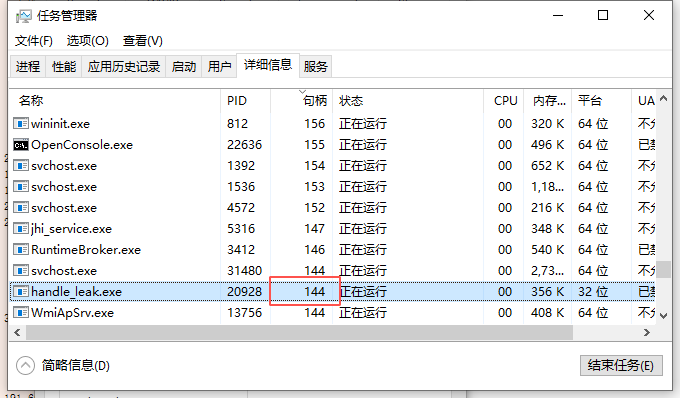 任务管理器
文件(F) 选项(O) 查看(V)
进程 性能 应用历史记录 启动 用户 详细信息 服务
名称 PID 句柄 状态 CPU 内存... 平台 UA
wininit.exe 812 156 正在运行 00 320 K 64 位 不
OpenConsole.exe 22636 155 正在运行 00 496 K 64 位 已
svchost.exe 1392 154 正在运行 00 652 K 64 位 不
svchost.exe 1536 153 正在运行 00 1,18... 64 位 不
svchost.exe 4572 152 正在运行 00 216 K 64 位 不
jhi_service.exe 5316 147 正在运行 00 348 K 64 位 不
RuntimeBroker.exe 3412 146 正在运行 00 540 K 64 位 已
svchost.exe 31480 144 正在运行 00 2,73... 64 位 不
handle_leak.exe 20928 144 正在运行 00 356 K 32 位 已
WmiApSrv.exe 13756 144 正在运行 00 408 K 64 位 不
简略信息(D) 结束任务(E)